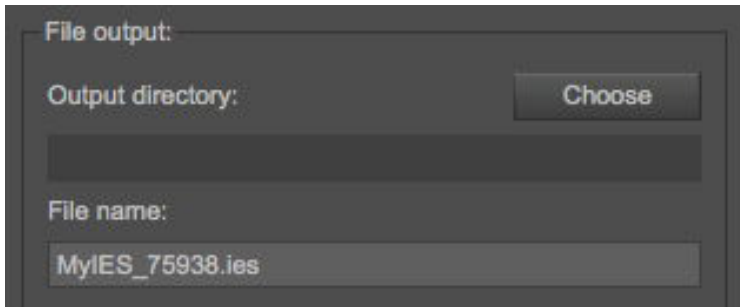 File output:
Output directory:
Choose
File name:
MyIES_75938.ies